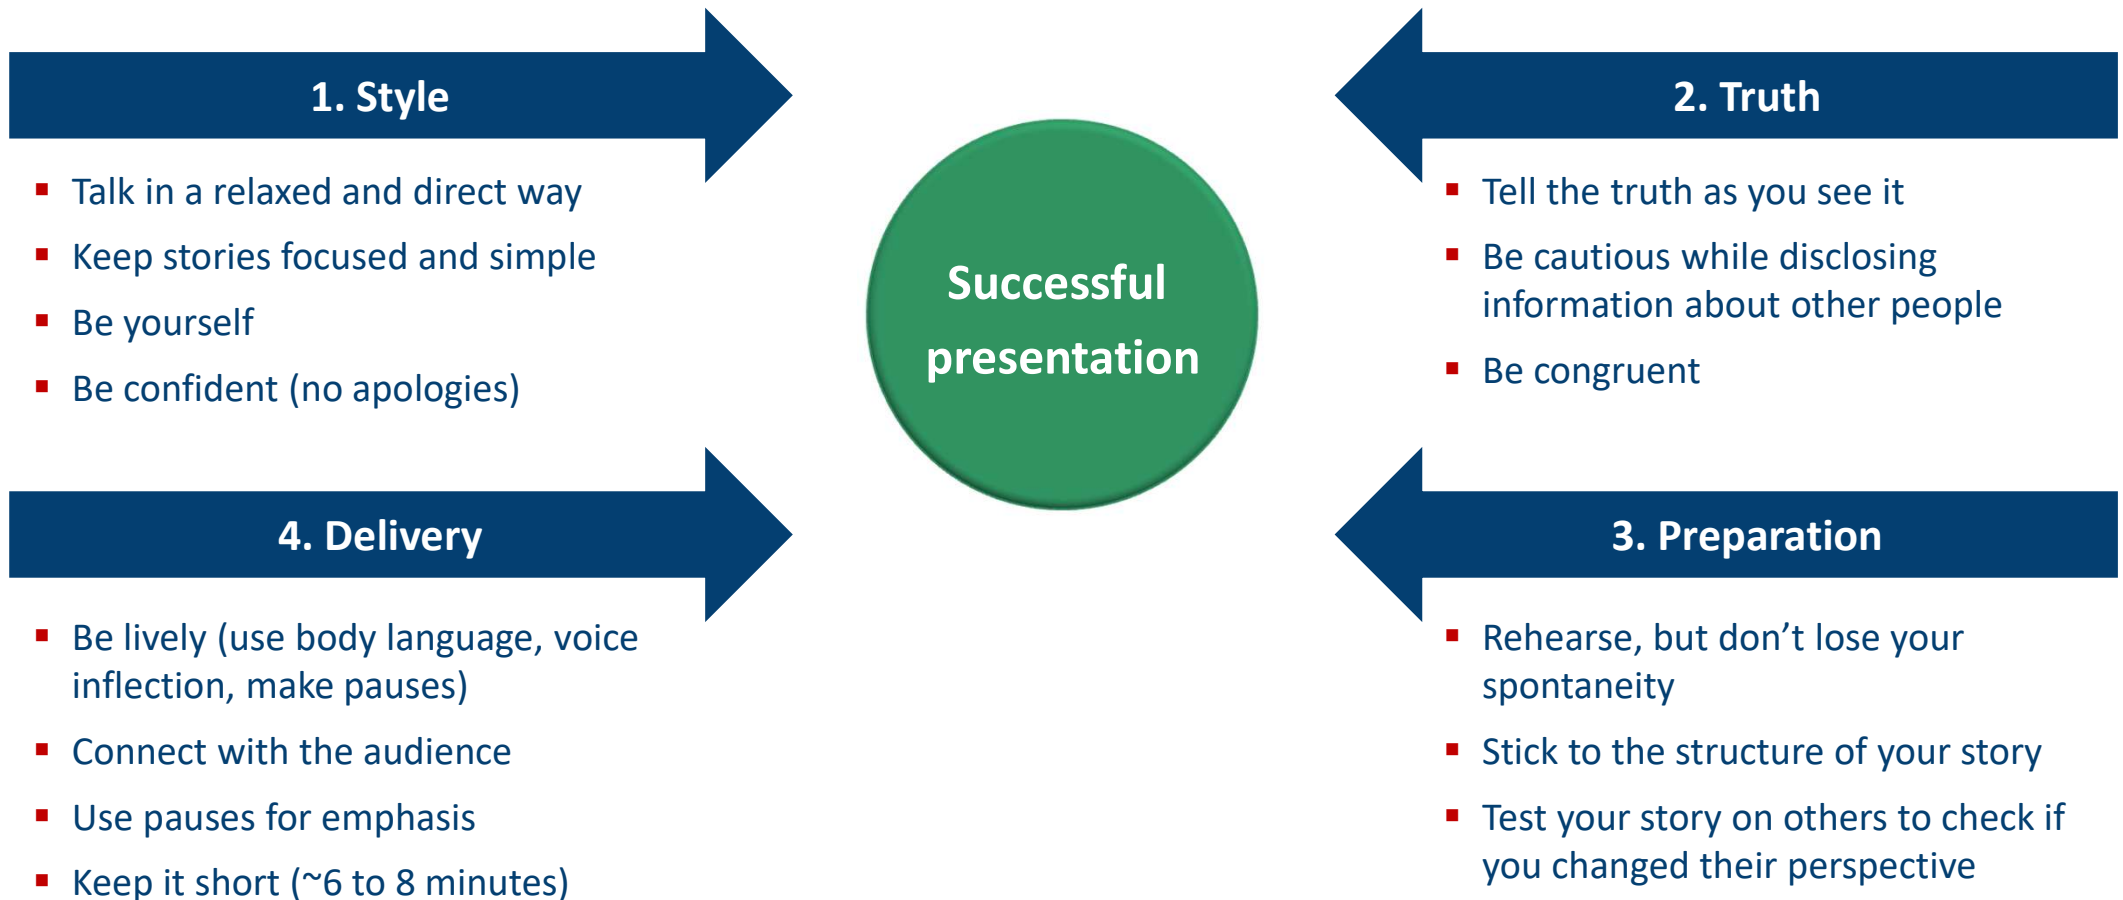 1. Style
Talk in a relaxed and direct way
Keep stories focused and simple
Be yourself
Be confident (no apologies)
Successful
presentation
2. Truth
Tell the truth as you see it
Be cautious while disclosing
information about other people
Be congruent
4. Delivery
Be lively (use body language, voice
inflection, make pauses)
Connect with the audience
Use pauses for emphasis
Keep it short (~6 to 8 minutes)
3. Preparation
Rehearse, but don’t lose your
spontaneity
Stick to the structure of your story
Test your story on others to check if
you changed their perspective